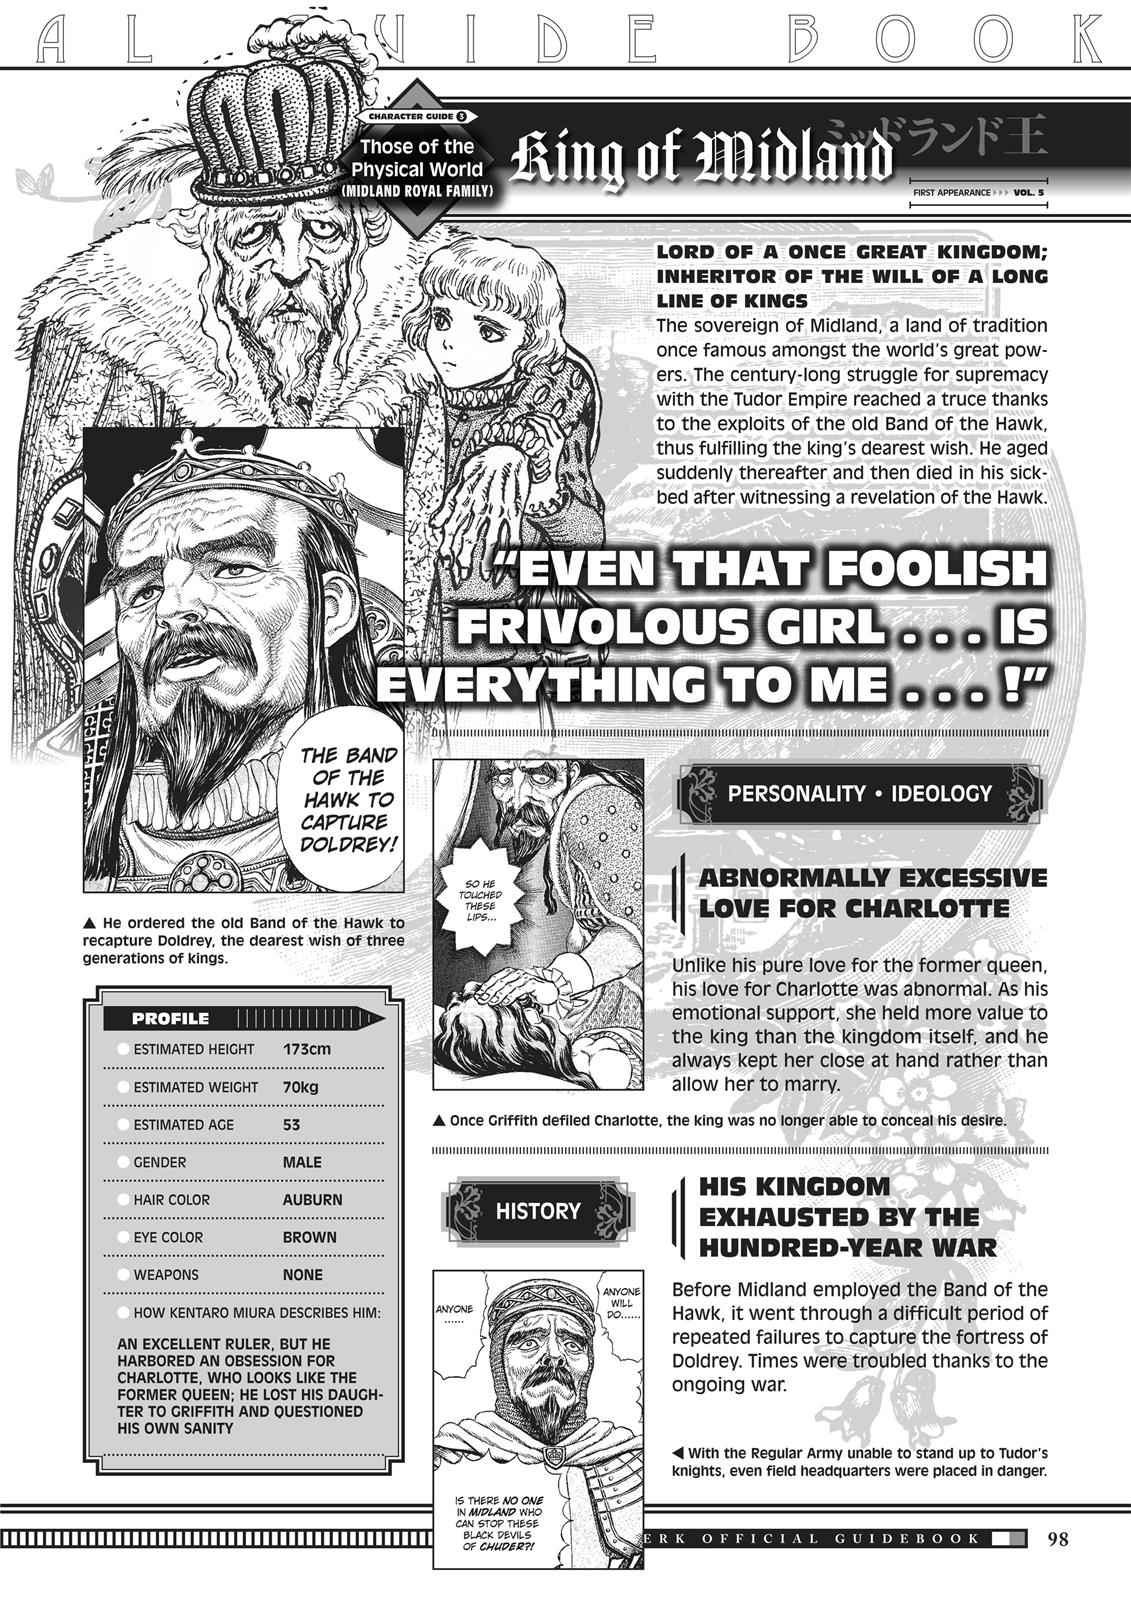 AL GUIDE BOOK
CHARACTER GUIDE 3
Those of the
Physical World
(MIDLAND ROYAL FAMILY)
King of Midland
ミッドランド王
FIRST APPEARANCE VOL. 5
LORD OF A ONCE GREAT KINGDOM;
INHERITOR OF THE WILL OF A LONG
LINE OF KINGS
The sovereign of Midland, a land of tradition
once famous amongst the world's great pow-
ers. The century-long struggle for supremacy
with the Tudor Empire reached a truce thanks
to the exploits of the old Band of the Hawk,
thus fulfilling the king's dearest wish. He aged
suddenly thereafter and then died in his sick-
bed after witnessing a revelation of the Hawk.
"EVEN THAT FOOLISH
FRIVOLOUS GIRL . . . IS
EVERYTHING TO ME . . . !"
THE BAND
OF THE
HAWK TO
CAPTURE
DOLDREY!
▲ He ordered the old Band of the Hawk to
recapture Doldrey, the dearest wish of three
generations of kings.
PROFILE
ESTIMATED HEIGHT 173cm
ESTIMATED WEIGHT 70kg
ESTIMATED AGE 53
GENDER MALE
HAIR COLOR AUBURN
EYE COLOR BROWN
WEAPONS NONE
HOW KENTARO MIURA DESCRIBES HIM:
AN EXCELLENT RULER, BUT HE
HARBORED AN OBSESSION FOR
CHARLOTTE, WHO LOOKS LIKE THE
FORMER QUEEN; HE LOST HIS DAUGH-
TER TO GRIFFITH AND QUESTIONED
HIS OWN SANITY
SO HE
TOUCHED
THESE
LIPS...
PERSONALITY • IDEOLOGY
ABNORMALLY EXCESSIVE
LOVE FOR CHARLOTTE
Unlike his pure love for the former queen,
his love for Charlotte was abnormal. As his
emotional support, she held more value to
the king than the kingdom itself, and he
always kept her close at hand rather than
allow her to marry.
▲ Once Griffith defiled Charlotte, the king was no longer able to conceal his desire.
HISTORY
HIS KINGDOM
EXHAUSTED BY THE
HUNDRED-YEAR WAR
Before Midland employed the Band of the
Hawk, it went through a difficult period of
repeated failures to capture the fortress of
Doldrey. Times were troubled thanks to the
ongoing war.
◀ With the Regular Army unable to stand up to Tudor's
knights, even field headquarters were placed in danger.
ANYONE
......
ANYONE
WILL
DO......
IS THERE NO ONE
IN MIDLAND WHO
CAN STOP THESE
BLACK DEVILS
OF CHUDER?!
ERK OFFICIAL GUIDEBOOK
98